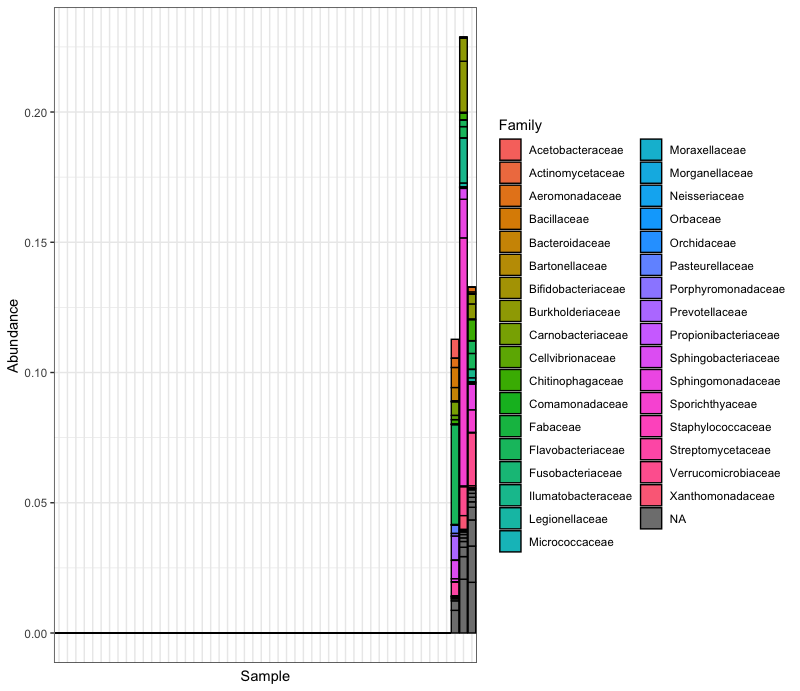 0.20
0.15
0.10
0.05
0.00
Abundance
Sample
Family
Acetobacteraceae
Actinomycetaceae
Aeromonadaceae
Bacillaceae
Bacteroidaceae
Bartonellaceae
Bifidobacteriaceae
Burkholderiaceae
Carnobacteriaceae
Cellvibrionaceae
Chitinophagaceae
Comamonadaceae
Fabaceae
Flavobacteriaceae
Fusobacteriaceae
Ilumatobacteraceae
Legionellaceae
Micrococcaceae
Moraxellaceae
Morganellaceae
Neisseriaceae
Orbaceae
Orchidaceae
Pasteurellaceae
Porphyromonadaceae
Prevotellaceae
Propionibacteriaceae
Sphingobacteriaceae
Sphingomonadaceae
Sporichthyaceae
Staphylococcaceae
Streptomycetaceae
Verrucomicrobiaceae
Xanthomonadaceae
NA